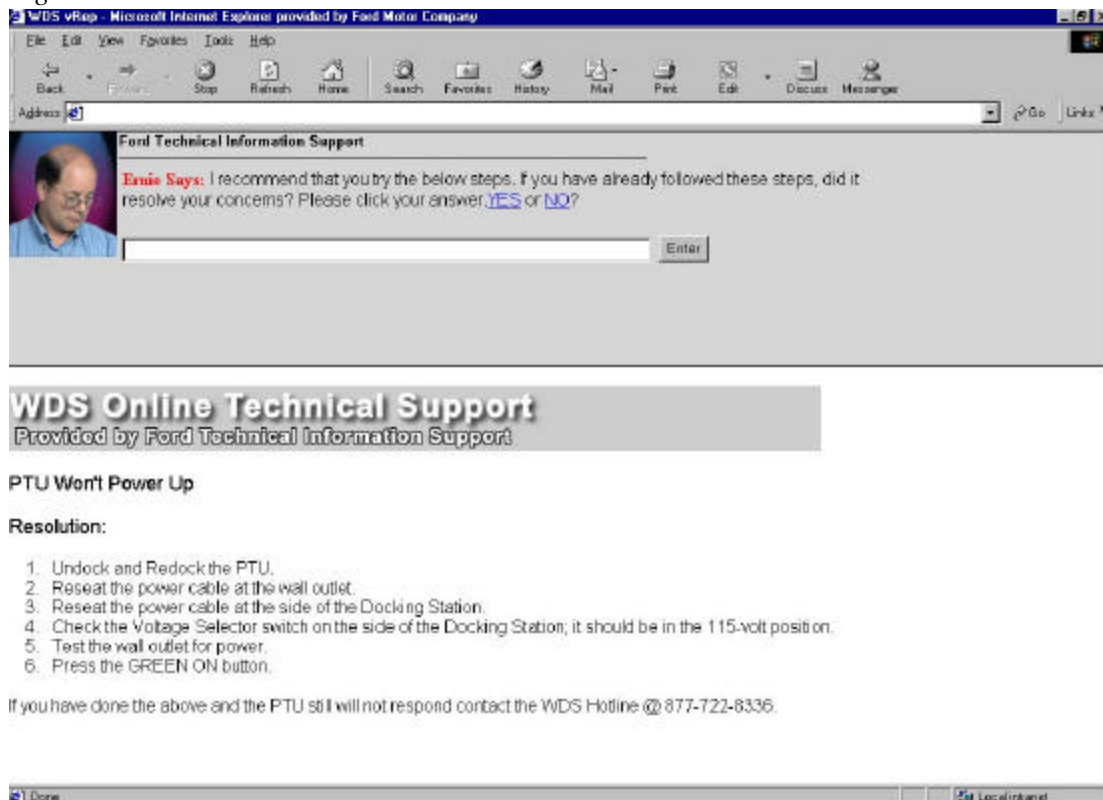 WDS vRep - Microsoft Internet Explorer provided by Ford Motor Company
File Edit View Favorites Tools Help
Back Forward Stop Refresh Home Search Favorites History Mail Print Edit Discuss Messenger
Address Go Links
Ford Technical Information Support
Ernie Says: I recommend that you try the below steps. If you have already followed these steps, did it
resolve your concerns? Please click your answer.YES or NO?
Enter
WDS Online Technical Support
Provided by Ford Technical Information Support
PTU Won't Power Up
Resolution:
1. Undock and Redock the PTU.
2. Reseat the power cable at the wall outlet.
3. Reseat the power cable at the side of the Docking Station.
4. Check the Voltage Selector switch on the side of the Docking Station; it should be in the 115-volt position.
5. Test the wall outlet for power.
6. Press the GREEN ON button.
If you have done the above and the PTU still will not respond contact the WDS Hotline @ 877-722-8336.
Done Local intranet